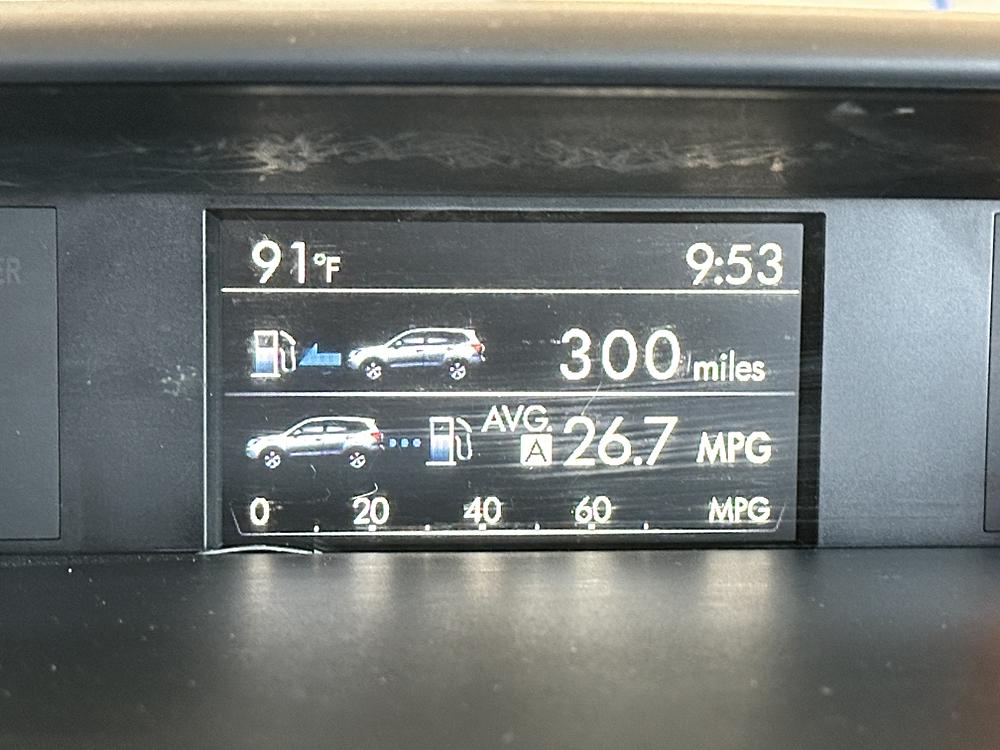 91°F 9:53
300 miles
AVG.
A 26.7 MPG
0 20 40 60 MPG